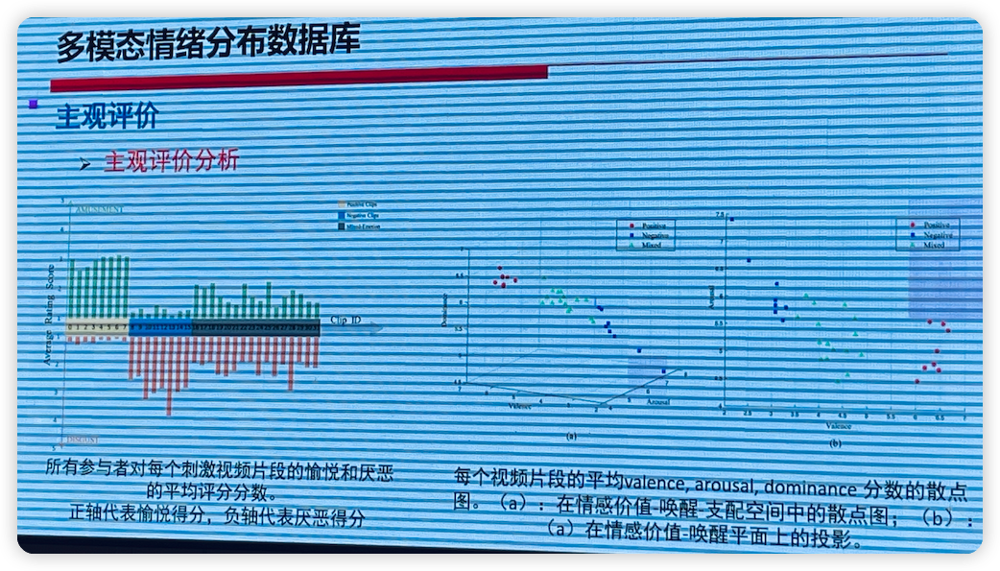 多模态情绪分布数据库
主观评价
主观评价分析
AMUSEMENT
Positive Clips
Negative Clips
Mixed-Emotion
Average Rating Score
Clip ID
DISGUST
所有参与者对每个刺激视频片段的愉悦和厌恶
的平均评分分数。
正轴代表愉悦得分，负轴代表厌恶得分
Positive
Negative
Mixed
Dominance
Valence
Arousal
(a)
Positive
Negative
Mixed
Arousal
Valence
(b)
每个视频片段的平均valence, arousal, dominance 分数的散点
图。（a）：在情感价值-唤醒-支配空间中的散点图；（b）：
（a）在情感价值-唤醒平面上的投影。